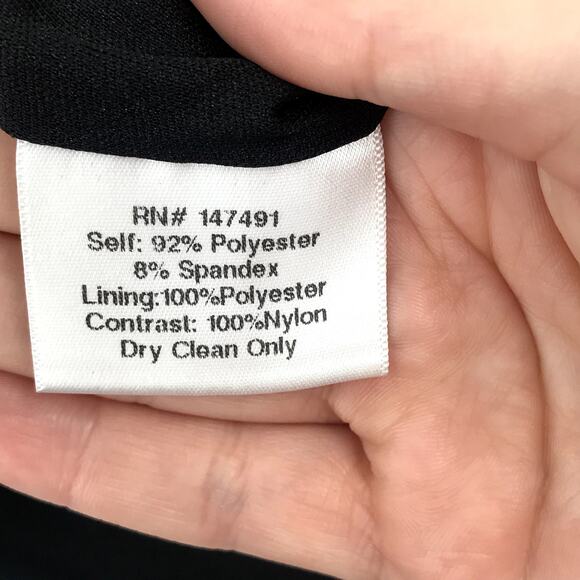 RN# 147491
Self: 92% Polyester
8% Spandex
Lining:100%Polyester
Contrast: 100%Nylon
Dry Clean Only